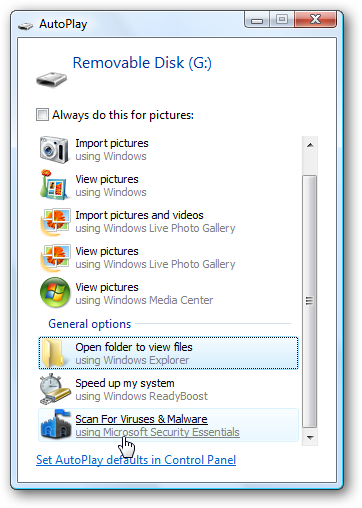 AutoPlay
Removable Disk (G:)
Always do this for pictures:
Import pictures
using Windows
View pictures
using Windows
Import pictures and videos
using Windows Live Photo Gallery
View pictures
using Windows Live Photo Gallery
View pictures
using Windows Media Center
General options
Open folder to view files
using Windows Explorer
Speed up my system
using Windows ReadyBoost
Scan For Viruses & Malware
using Microsoft Security Essentials
Set AutoPlay defaults in Control Panel